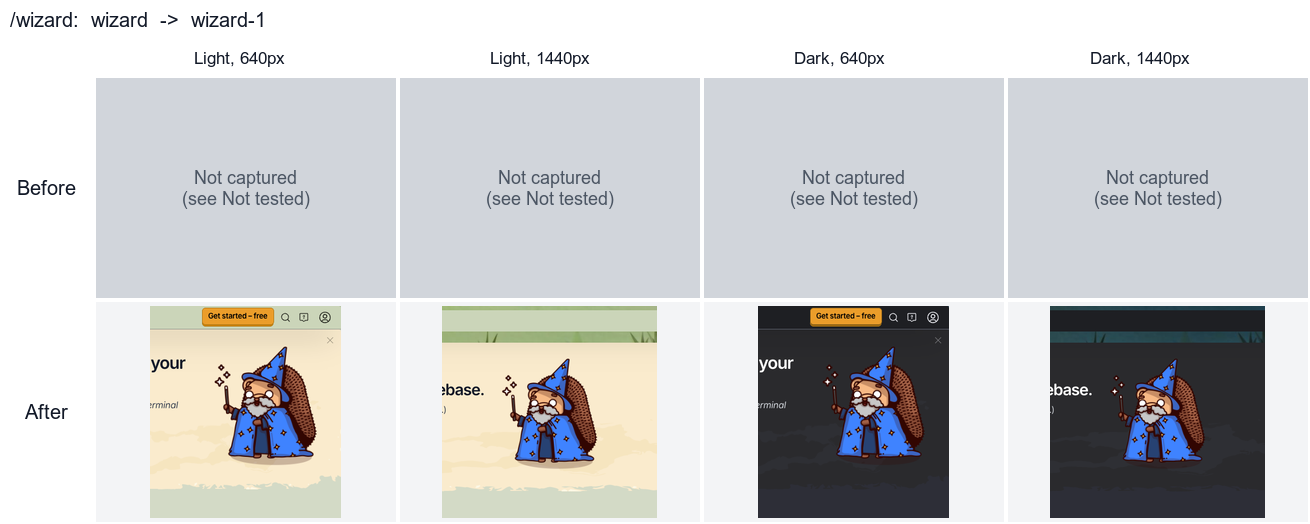 /wizard: wizard -> wizard-1
Light, 640px
Light, 1440px
Dark, 640px
Dark, 1440px
Before
Not captured
(see Not tested)
Not captured
(see Not tested)
Not captured
(see Not tested)
Not captured
(see Not tested)
After
Get started – free
your
erminal
ebase.
.)
Get started – free
your
erminal
ebase.
.)